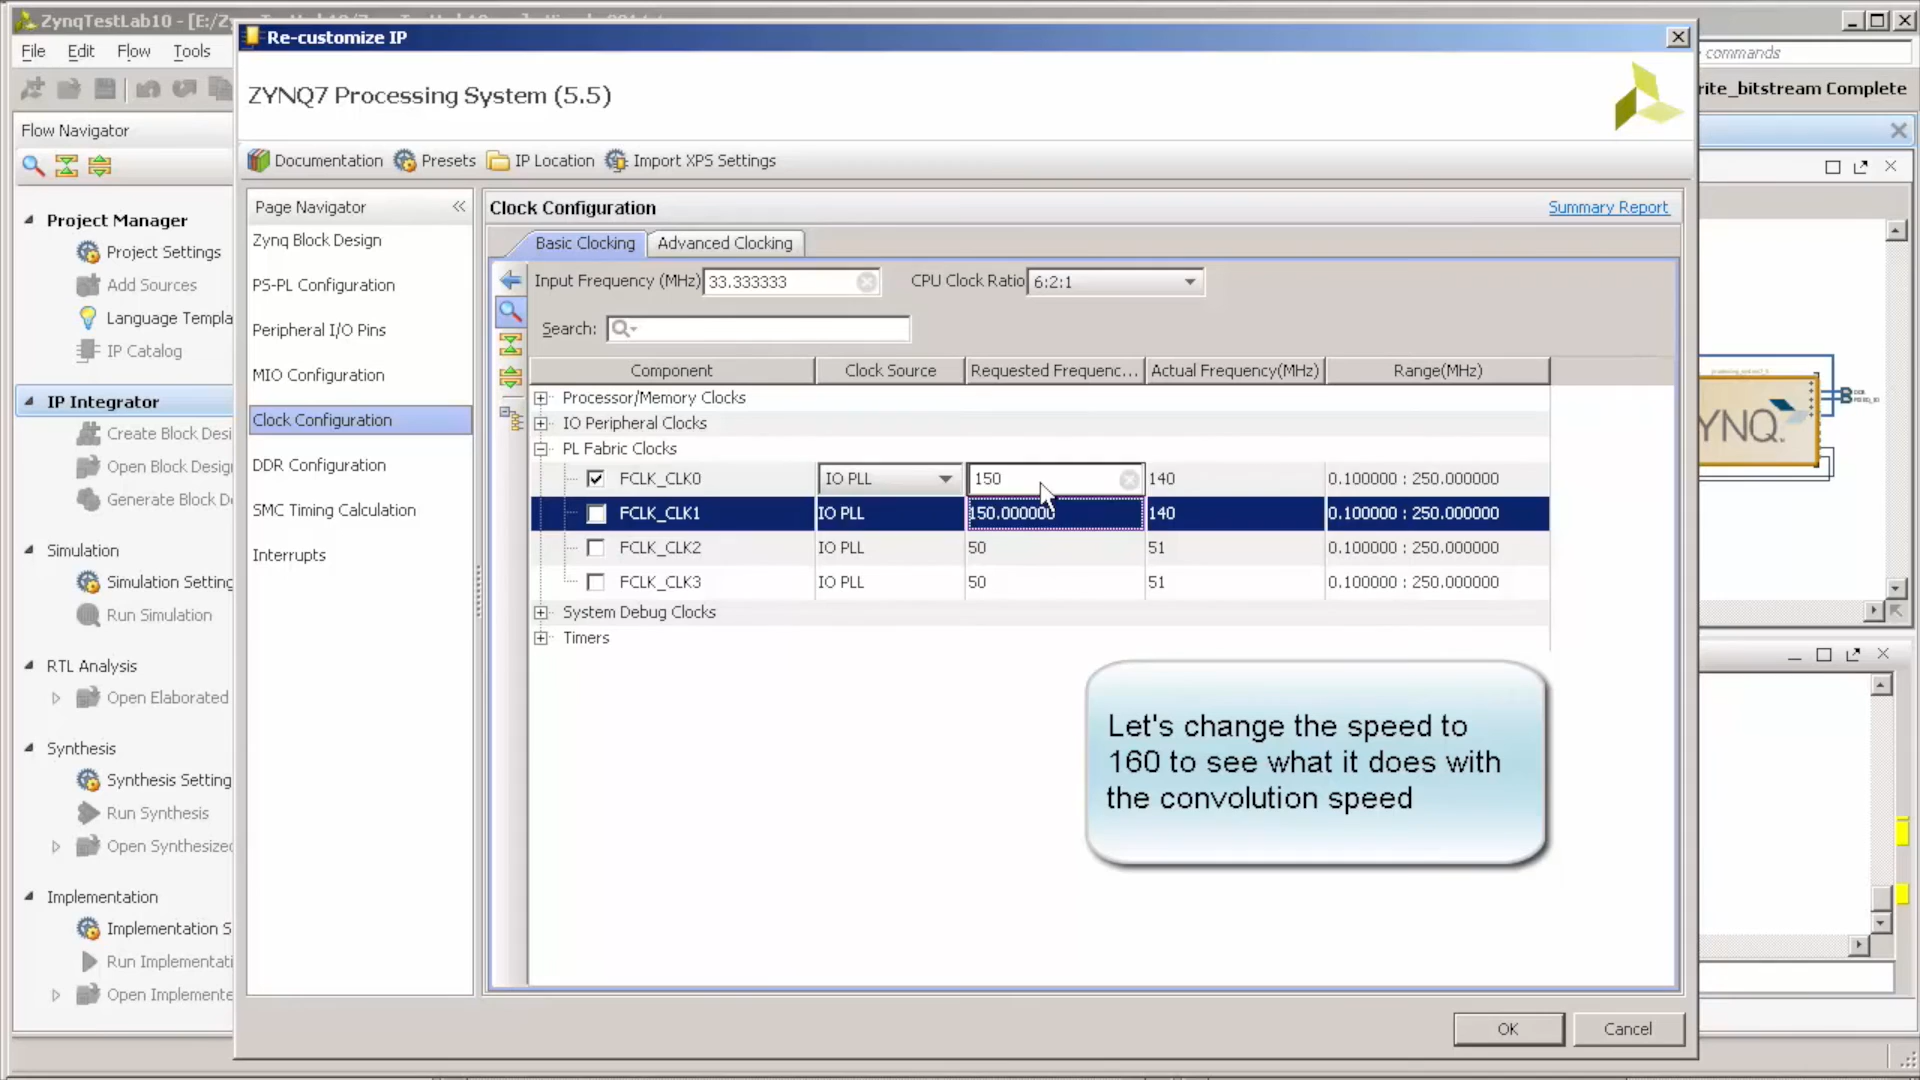 ZynqTestLab10 - [E:/Zy
File Edit Flow Tools
commands
rite_bitstream Complete
Flow Navigator
Project Manager
Project Settings
Add Sources
Language Templa
IP Catalog
IP Integrator
Create Block Desi
Open Block Desig
Generate Block De
Simulation
Simulation Setting
Run Simulation
RTL Analysis
Open Elaborated
Synthesis
Synthesis Setting
Run Synthesis
Open Synthesized
Implementation
Implementation S
Run Implementati
Open Implemente
Re-customize IP
ZYNQ7 Processing System (5.5)
Documentation Presets IP Location Import XPS Settings
Page Navigator
Zynq Block Design
PS-PL Configuration
Peripheral I/O Pins
MIO Configuration
Clock Configuration
DDR Configuration
SMC Timing Calculation
Interrupts
Clock Configuration Summary Report
Basic Clocking Advanced Clocking
Input Frequency (MHz) 33.333333 CPU Clock Ratio 6:2:1
Search:
Component Clock Source Requested Frequenc... Actual Frequency(MHz) Range(MHz)
Processor/Memory Clocks
IO Peripheral Clocks
PL Fabric Clocks
FCLK_CLK0 IO PLL 150 140 0.100000 : 250.000000
FCLK_CLK1 IO PLL 150.000000 140 0.100000 : 250.000000
FCLK_CLK2 IO PLL 50 51 0.100000 : 250.000000
FCLK_CLK3 IO PLL 50 51 0.100000 : 250.000000
System Debug Clocks
Timers
Let's change the speed to
160 to see what it does with
the convolution speed
OK Cancel
YNQ.